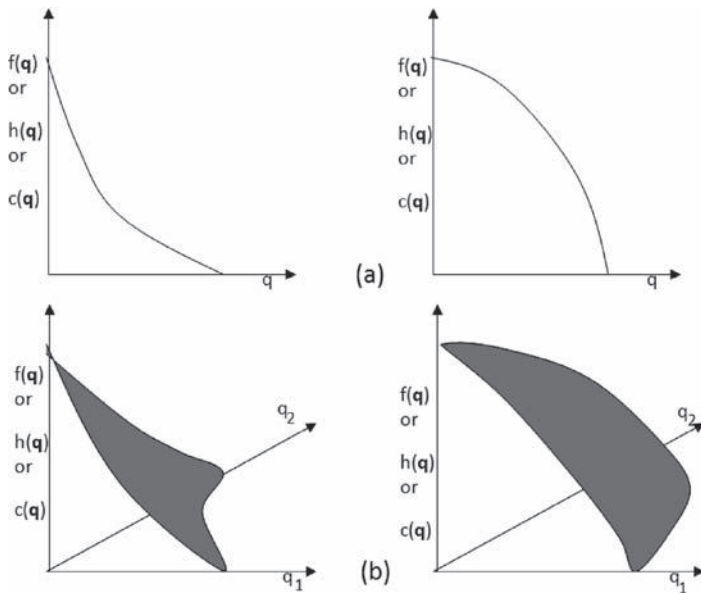 f(q)
or
h(q)
or
c(q)
q
f(q)
or
h(q)
or
c(q)
q
(a)
f(q)
or
h(q)
or
c(q)
q2
q1
f(q)
or
h(q)
or
c(q)
q2
q1
(b)